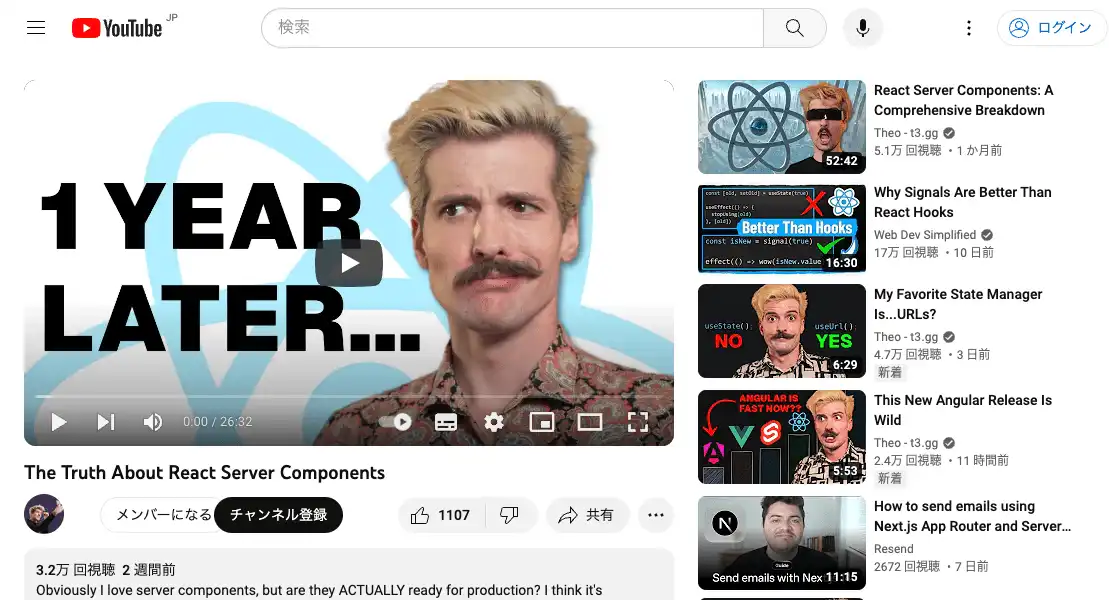 YouTube JP
検索
ログイン
1 YEAR
LATER...
0:00 / 26:32
The Truth About React Server Components
メンバーになる
チャンネル登録
1107
共有
3.2万 回視聴 2 週間前
Obviously I love server components, but are they ACTUALLY ready for production? I think it's
52:42
React Server Components: A
Comprehensive Breakdown
Theo - t3.gg
5.1万 回視聴 ・1 か月前
const [old, setOld] = useState(true)
useEffect(() => {
stopUsing(old)
}, [old])
Better Than Hooks
const isNew = signal(true)
effect(() => wow(isNew.value
16:30
Why Signals Are Better Than
React Hooks
Web Dev Simplified
17万 回視聴 ・10 日前
useState();
NO
useUrl();
YES
6:29
My Favorite State Manager
Is...URLs?
Theo - t3.gg
4.7万 回視聴 ・3 日前
新着
ANGULAR IS
FAST NOW??
5:53
This New Angular Release Is
Wild
Theo - t3.gg
2.4万 回視聴 ・11 時間前
新着
N
Guide
Send emails with Nex
11:15
How to send emails using
Next.js App Router and Server…
Resend
2672 回視聴 ・7 日前